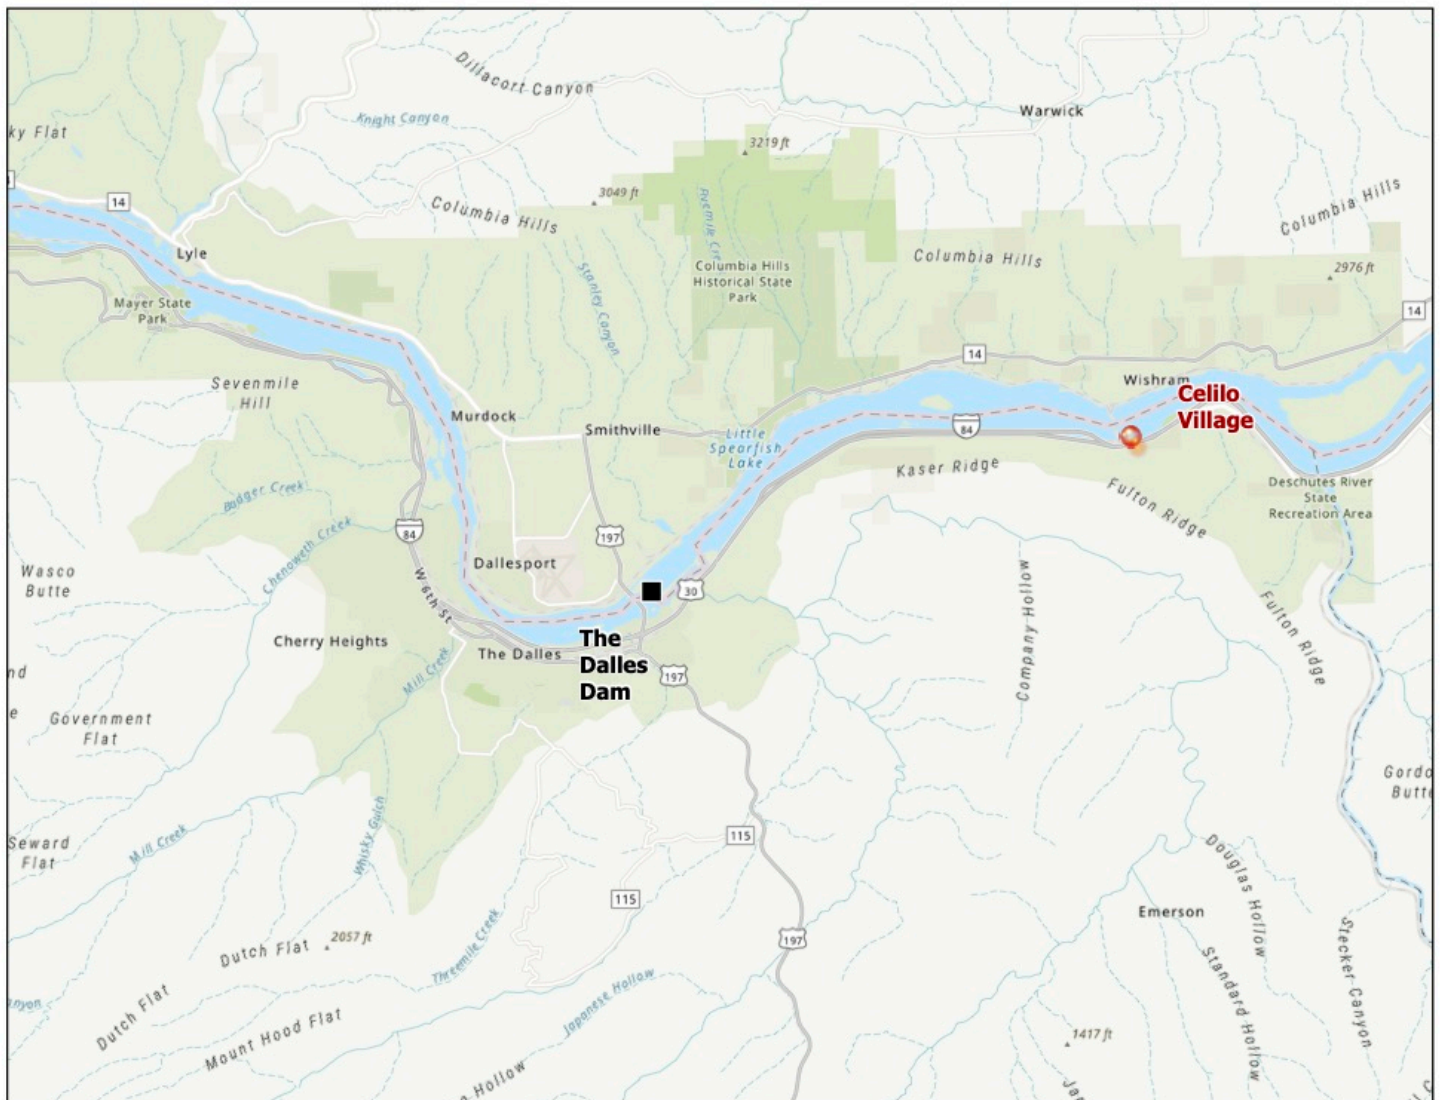 Dillacort Canyon
Knight Canyon
Warwick
3219 ft
ky Flat
3049 ft
14
Columbia Hills
Columbia Hills
Lyle
Columbia Hills
Columbia Hills
Historical State
Park
Stanley Canyon
2976 ft
Mayer State
Park
14
14
Sevenmile
Hill
Wishram
Celilo
Village
Murdock
Smithville
Little
Spearfish
Lake
84
Kaser Ridge
Badger Creek
Fulton Ridge
Deschutes River
State
Recreation Area
84
Chenoweth Creek
197
Dallesport
Wasco
Butte
W 6th St
30
Company Hollow
Fulton Ridge
Cherry Heights
The Dalles
The
Dalles
Dam
Mill Creek
197
nd
e
Government
Flat
Gordo
Butte
Whisky Gulch
115
Seward
Flat
Mill Creek
115
Douglas Hollow
Emerson
Dutch Flat
2057 ft
Threemile Creek
197
Stecker Canyon
Standard Hollow
anyon
Dutch Flat
Japanese Hollow
Mount Hood Flat
1417 ft
Hollow